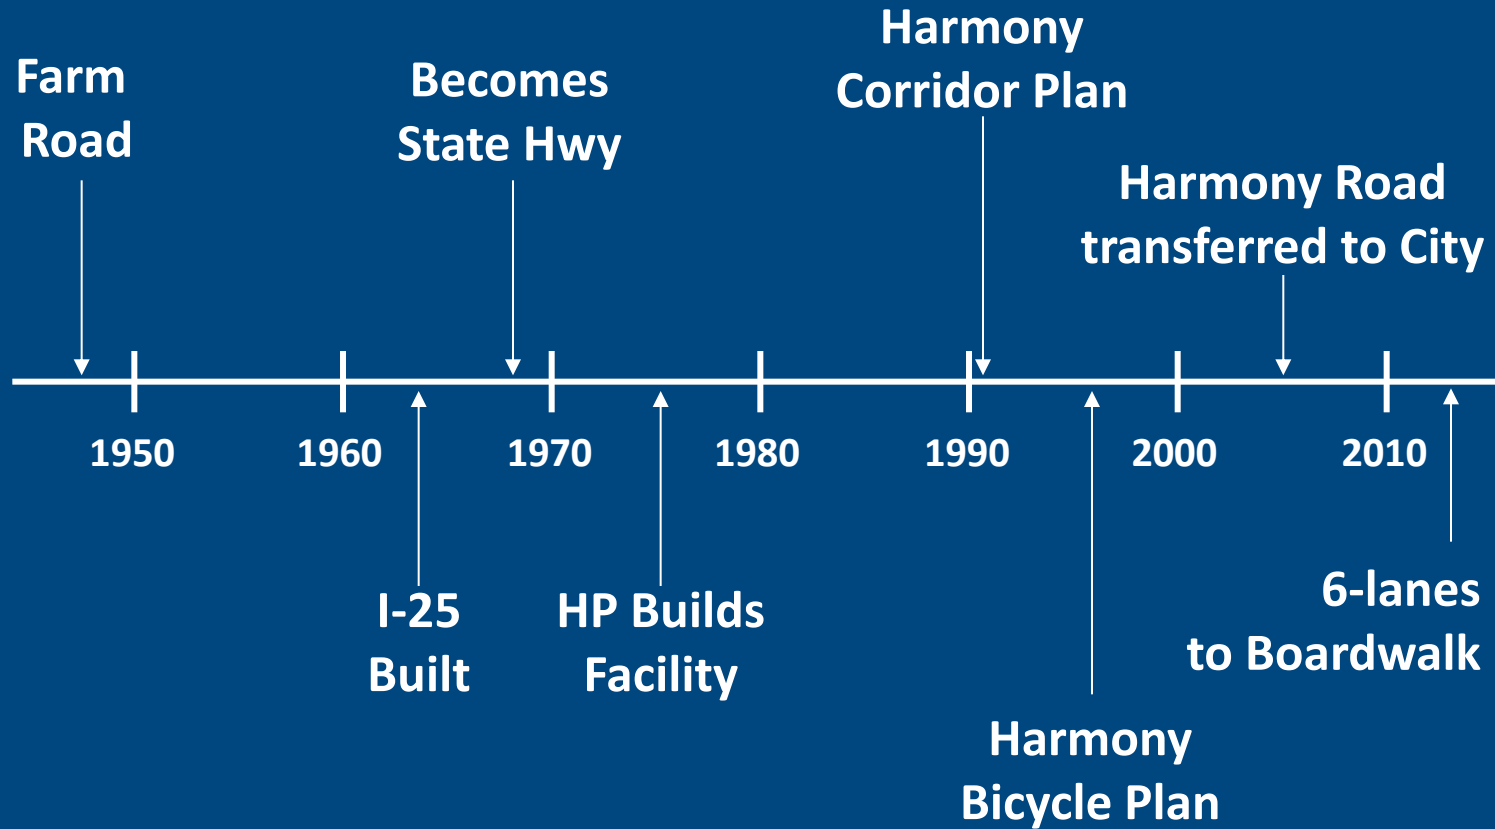 Farm
Road
Becomes
State Hwy
Harmony
Corridor Plan
Harmony Road
transferred to City
1950
1960
1970
1980
1990
2000
2010
I-25
Built
HP Builds
Facility
Harmony
Bicycle Plan
6-lanes
to Boardwalk